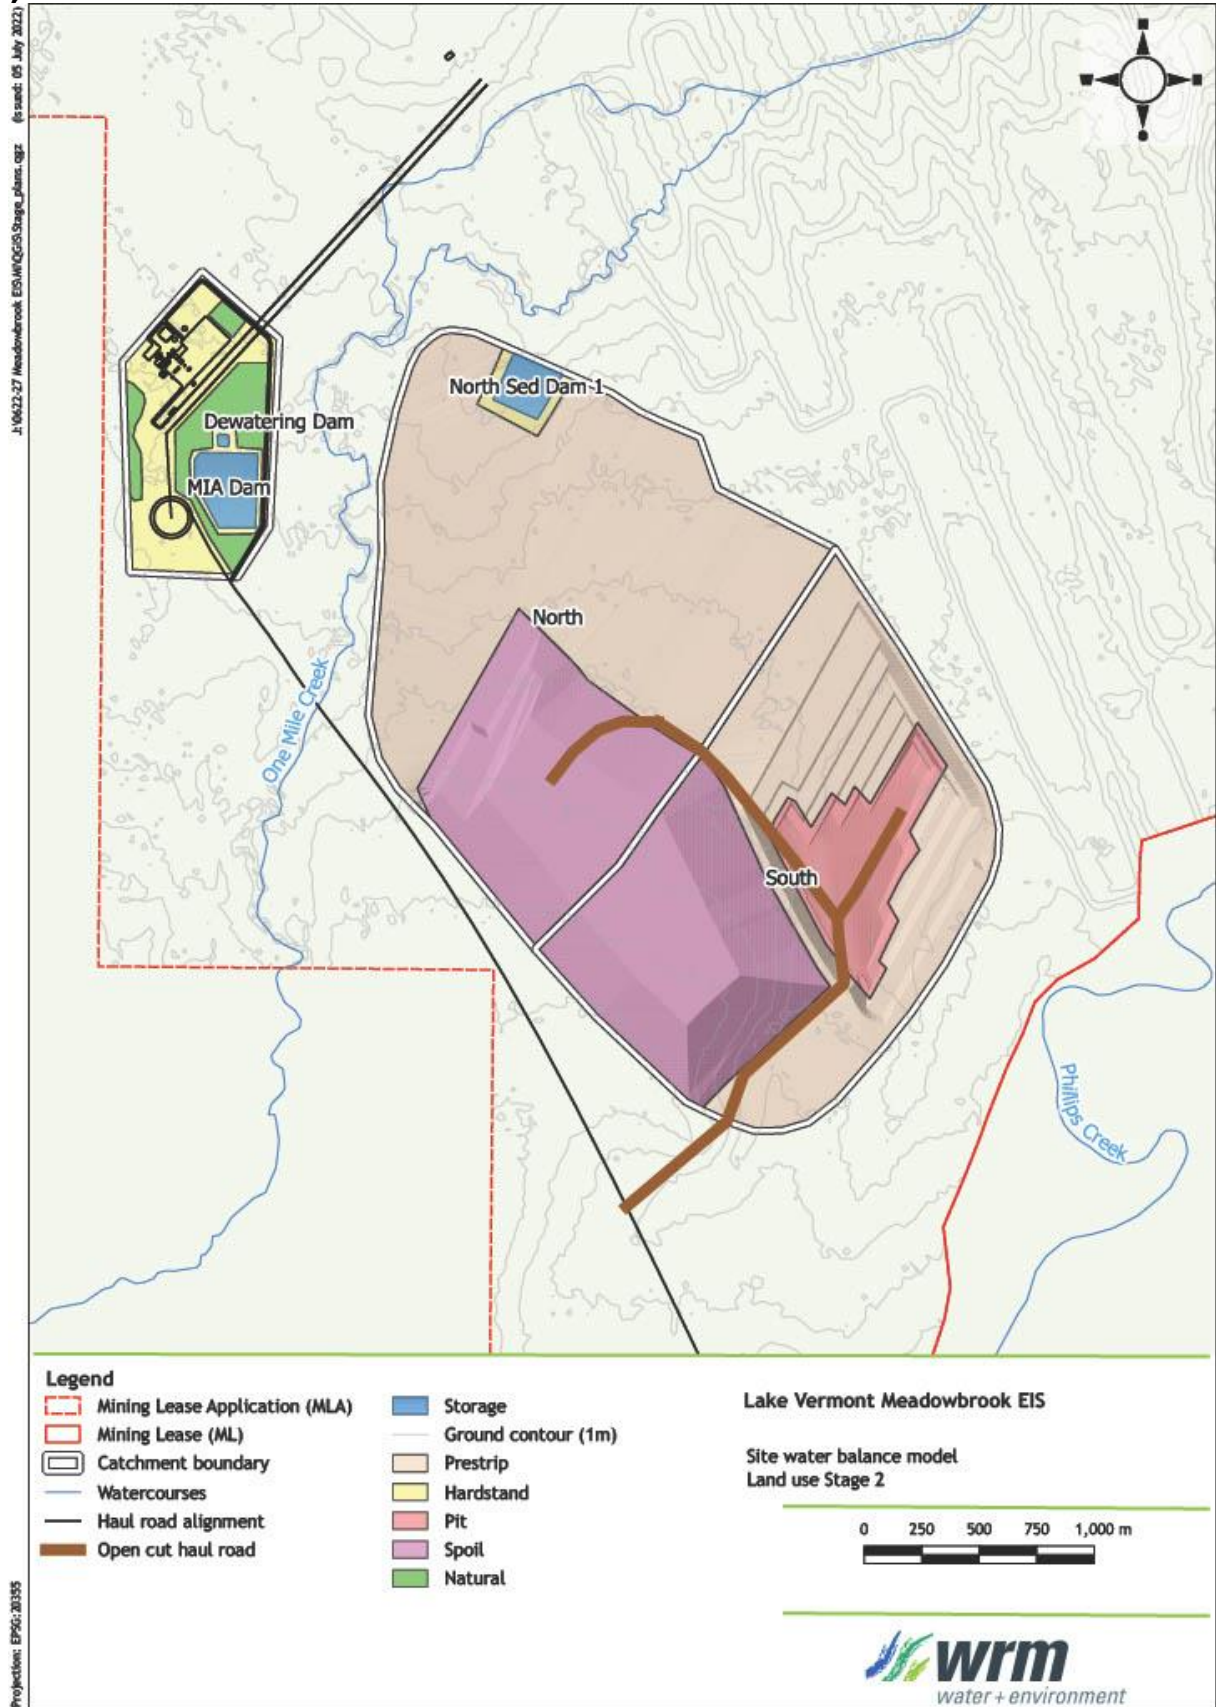 J:\0622-27 Meadowbrook EIS\MI\QGIS\Stage_plans.qgz (Issued: 05 July 2022)
North Sed Dam 1
Dewatering Dam
MIA Dam
North
One Mile Creek
South
Phillips Creek
Legend
Mining Lease Application (MLA)
Mining Lease (ML)
Catchment boundary
Watercourses
Haul road alignment
Open cut haul road
Storage
Ground contour (1m)
Prestrip
Hardstand
Pit
Spoil
Natural
Lake Vermont Meadowbrook EIS
Site water balance model
Land use Stage 2
0 250 500 750 1,000 m
Projection: EPSG:20355
wrm
water + environment